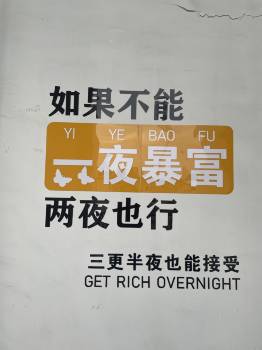 如果不能
YI YE BAO FU
一夜暴富
两夜也行
三更半夜也能接受
GET RICH OVERNIGHT